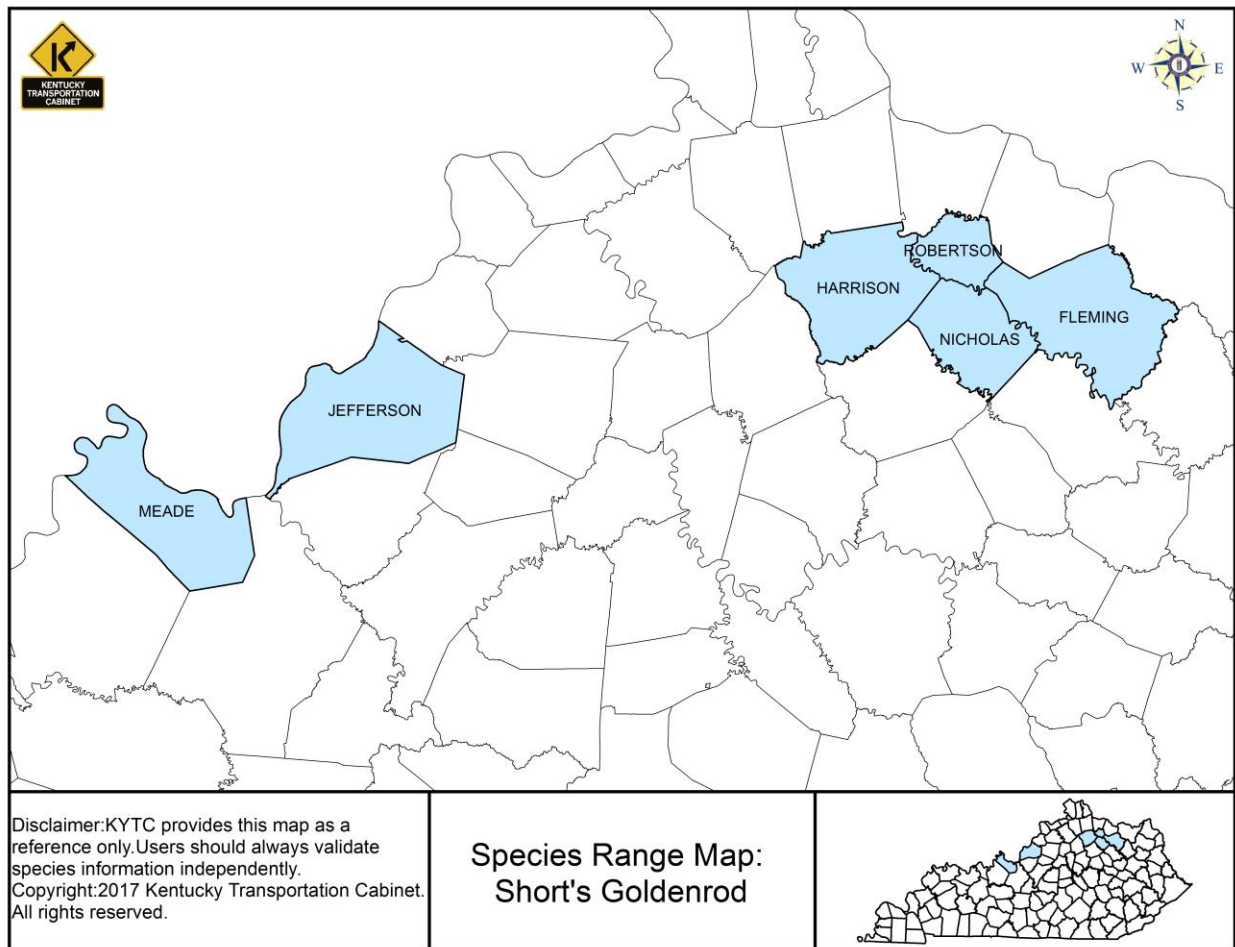 KENTUCKY
TRANSPORTATION
CABINET
N
W
E
S
ROBERTSON
HARRISON
FLEMING
NICHOLAS
JEFFERSON
MEADE
Disclaimer:KYTC provides this map as a
reference only.Users should always validate
species information independently.
Copyright:2017 Kentucky Transportation Cabinet.
All rights reserved.
Species Range Map:
Short's Goldenrod